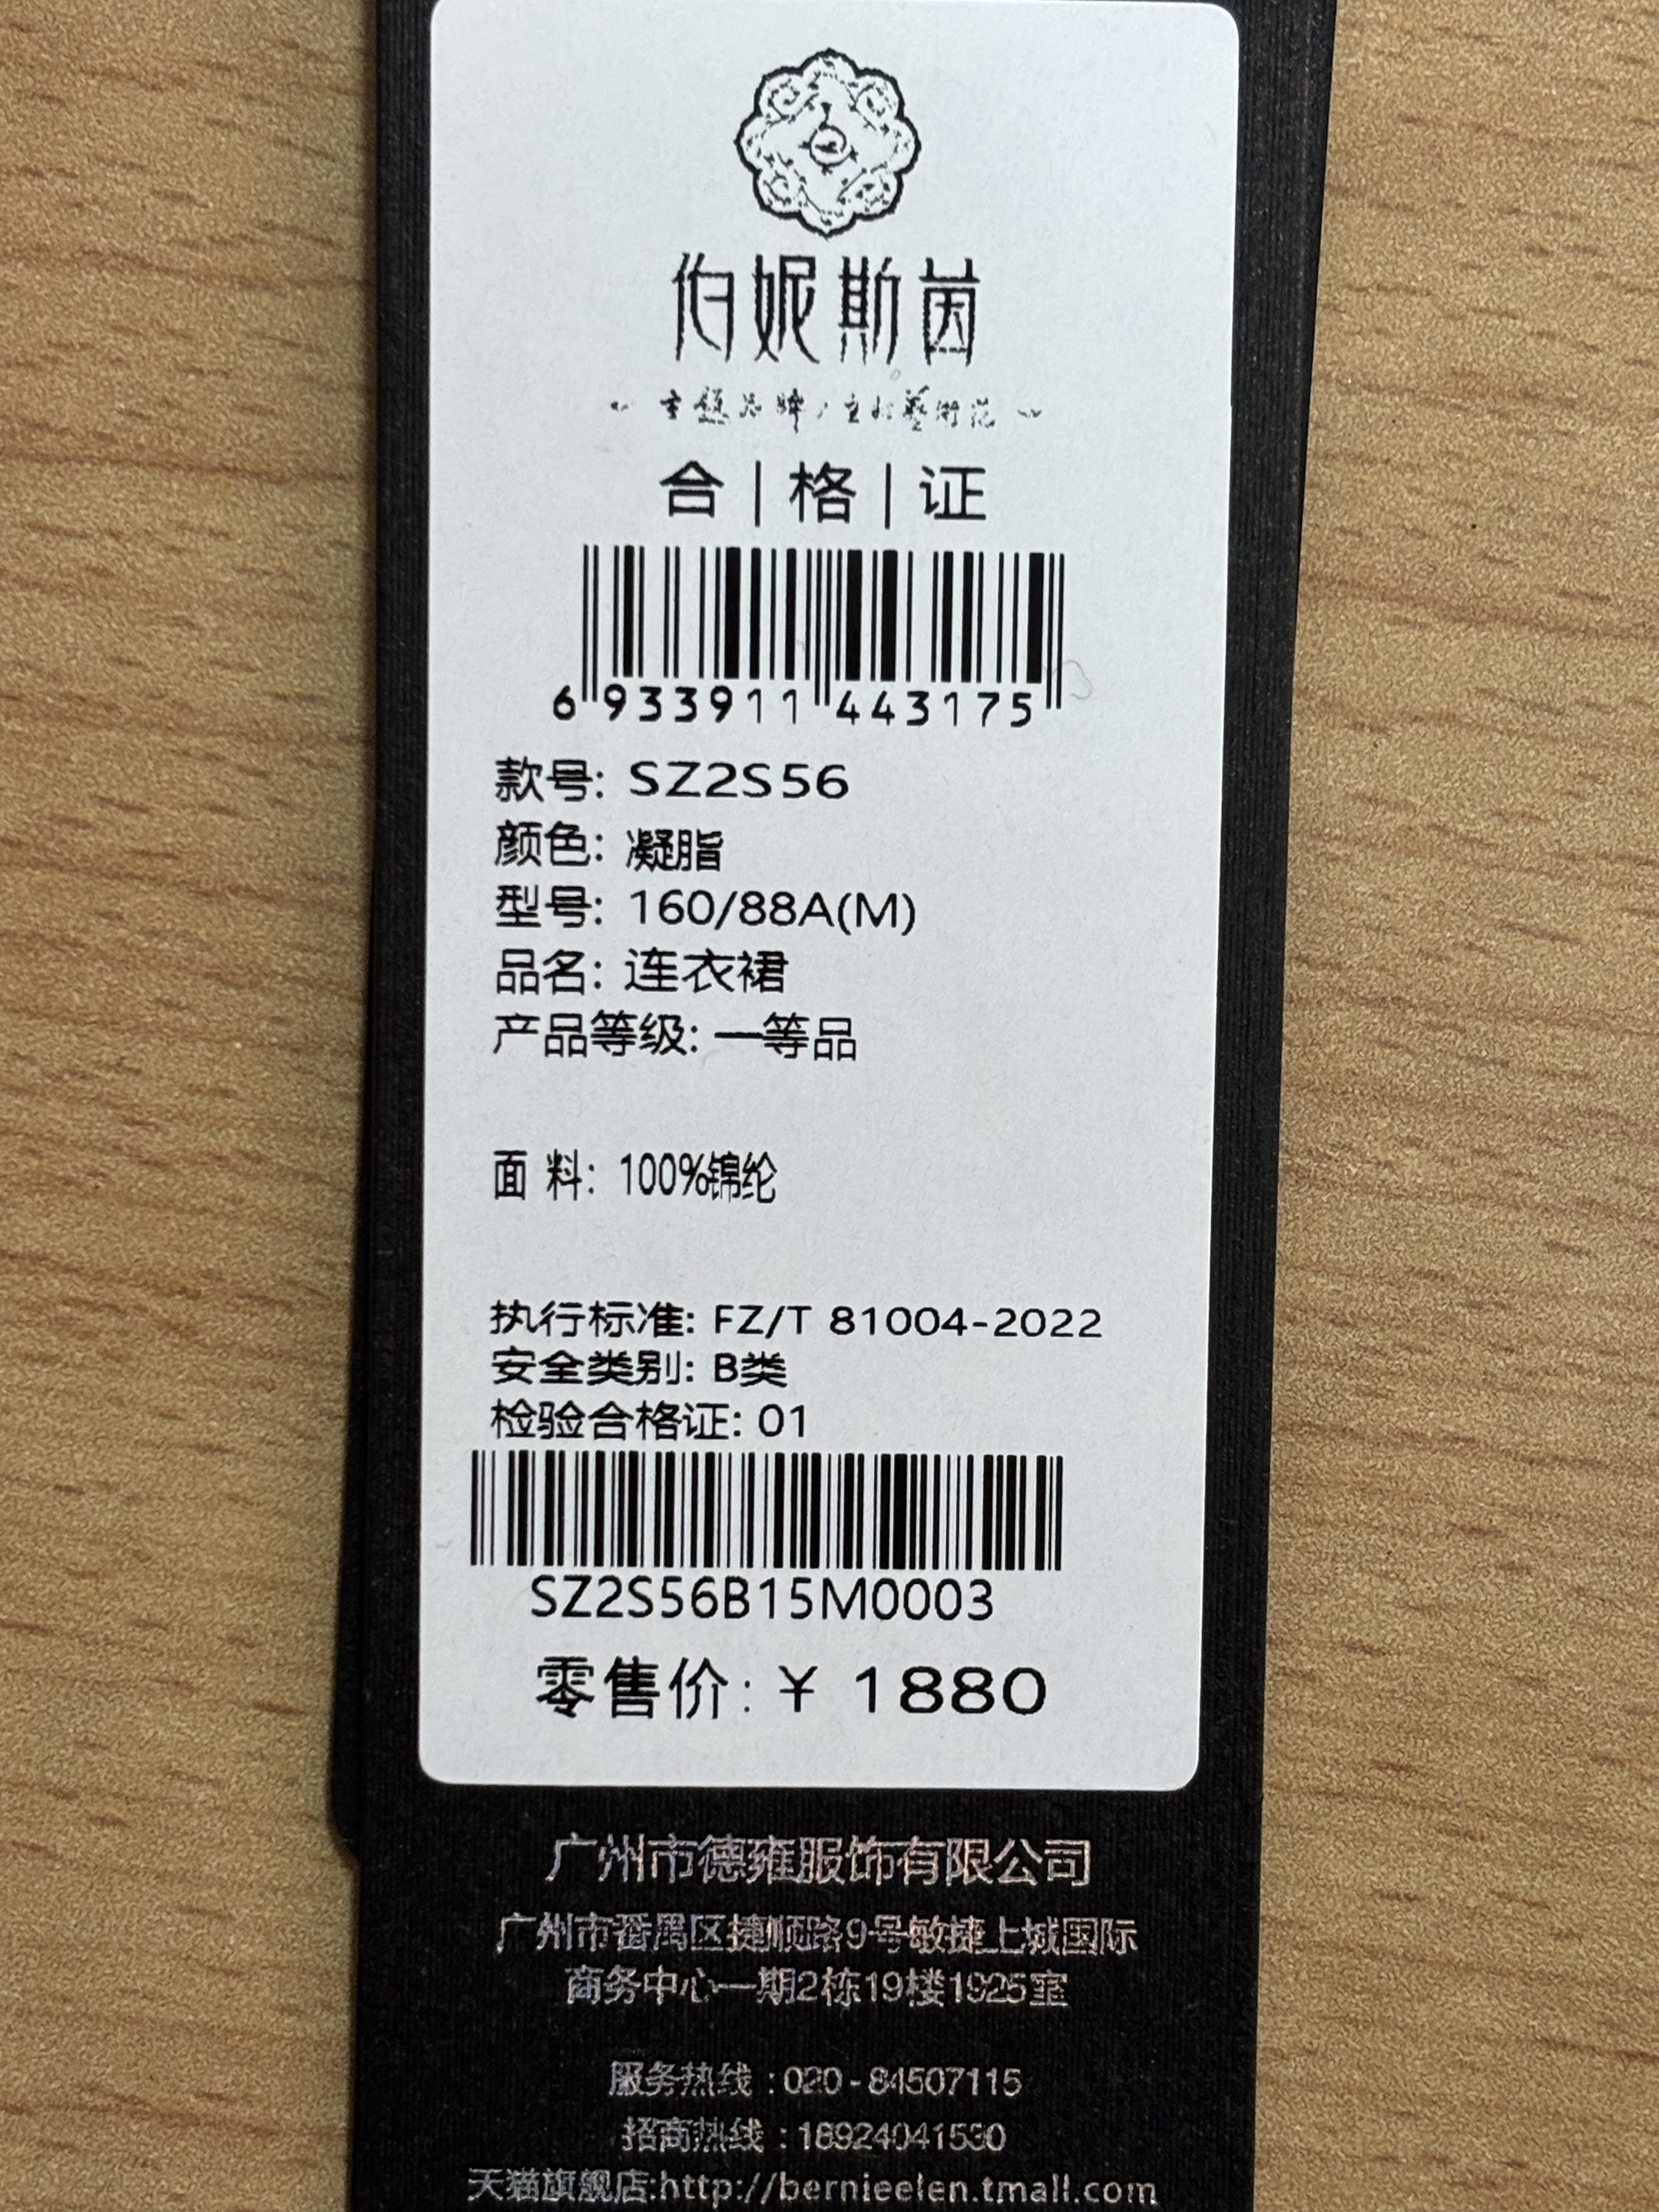 伯妮斯茵
合|格|证
6 933911 443175
款号: SZ2S56
颜色: 凝脂
型号: 160/88A(M)
品名: 连衣裙
产品等级: 一等品
面 料: 100%锦纶
执行标准: FZ/T 81004-2022
安全类别: B类
检验合格证: 01
SZ2S56B15M0003
零售价: ¥ 1880
广州市德雍服饰有限公司
广州市番禺区捷顺路9号敏捷上城国际
商务中心一期2栋19楼1925室
服务热线 : 020-84507115
招商热线 : 18924041530
天猫旗舰店:http://bernieelen.tmall.com